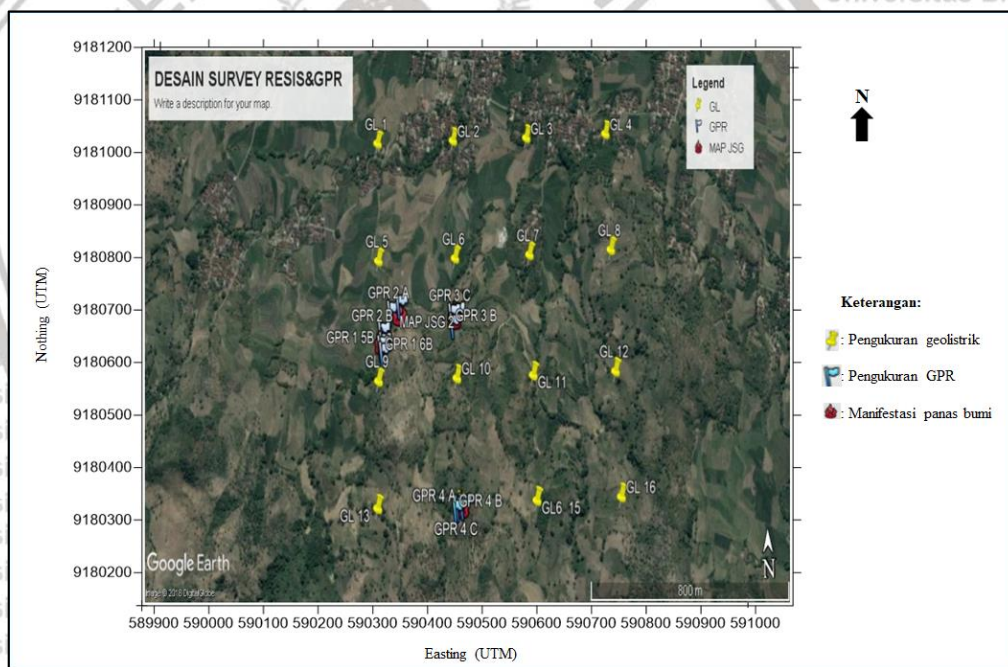 Universitas B
DESAIN SURVEY RESIS&GPR
Write a description for your map.
Legend
GL
GPR
MAP JSG
N
9181200
9181100
9181000
9180900
9180800
9180700
9180600
9180500
9180400
9180300
9180200
Nothing (UTM)
GL 1
GL 2
GL 3
GL 4
GL 5
GL 6
GL 7
GL 8
GPR 2 A
GPR 3 C
GPR 2 B
MAP JSG 2
GPR 3 B
GPR 1 5B
GPR 1 6B
GL 9
GL 10
GL 11
GL 12
GL 13
GPR 4 A
GPR 4 B
GPR 4 C
GL6 15
GL 16
Google Earth
Image © 2018 DigitalGlobe
N
800 m
589900 590000 590100 590200 590300 590400 590500 590600 590700 590800 590900 591000
Easting (UTM)
Keterangan:
: Pengukuran geolistrik
: Pengukuran GPR
: Manifestasi panas bumi